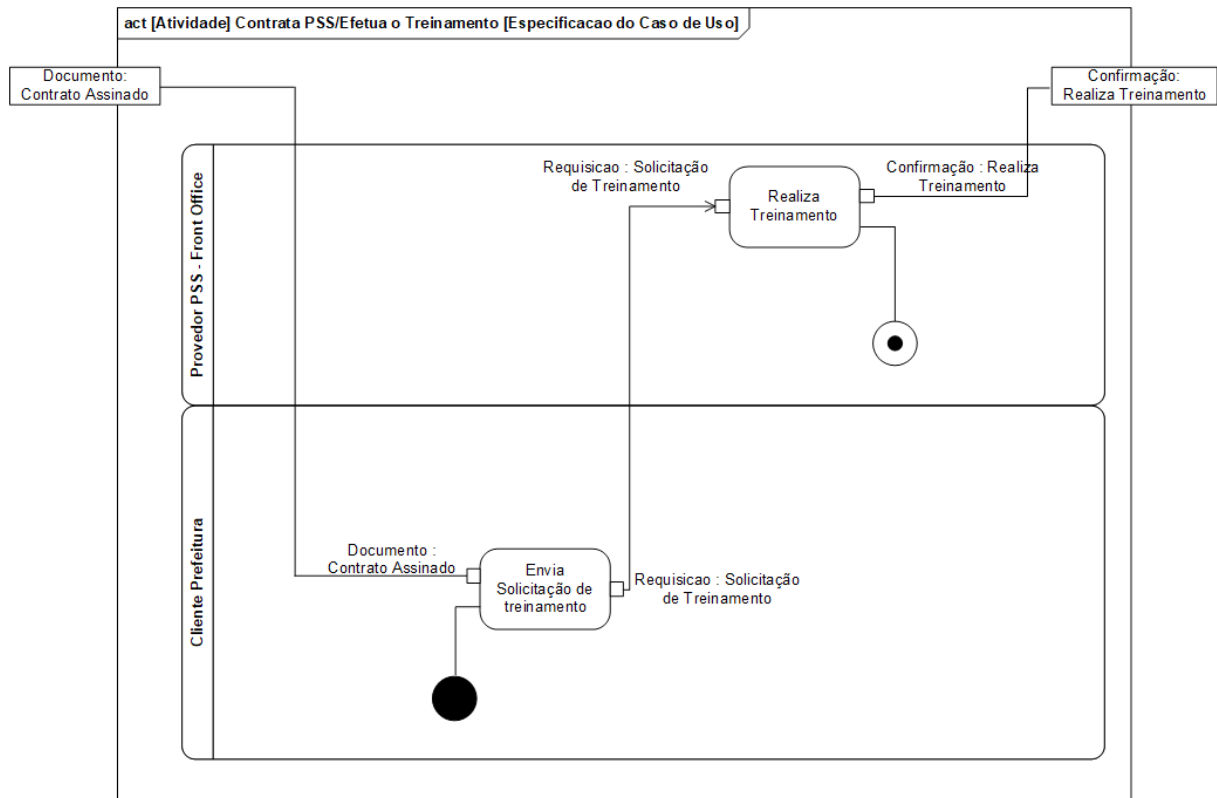 act [Atividade] Contrata PSS/Efetua o Treinamento [Especificacao do Caso de Uso]
Documento:
Contrato Assinado
Confirmação:
Realiza Treinamento
Provedor PSS - Front Office
Requisicao : Solicitação
de Treinamento
Realiza
Treinamento
Confirmação : Realiza
Treinamento
Cliente Prefeitura
Documento :
Contrato Assinado
Envia
Solicitação de
treinamento
Requisicao : Solicitação
de Treinamento